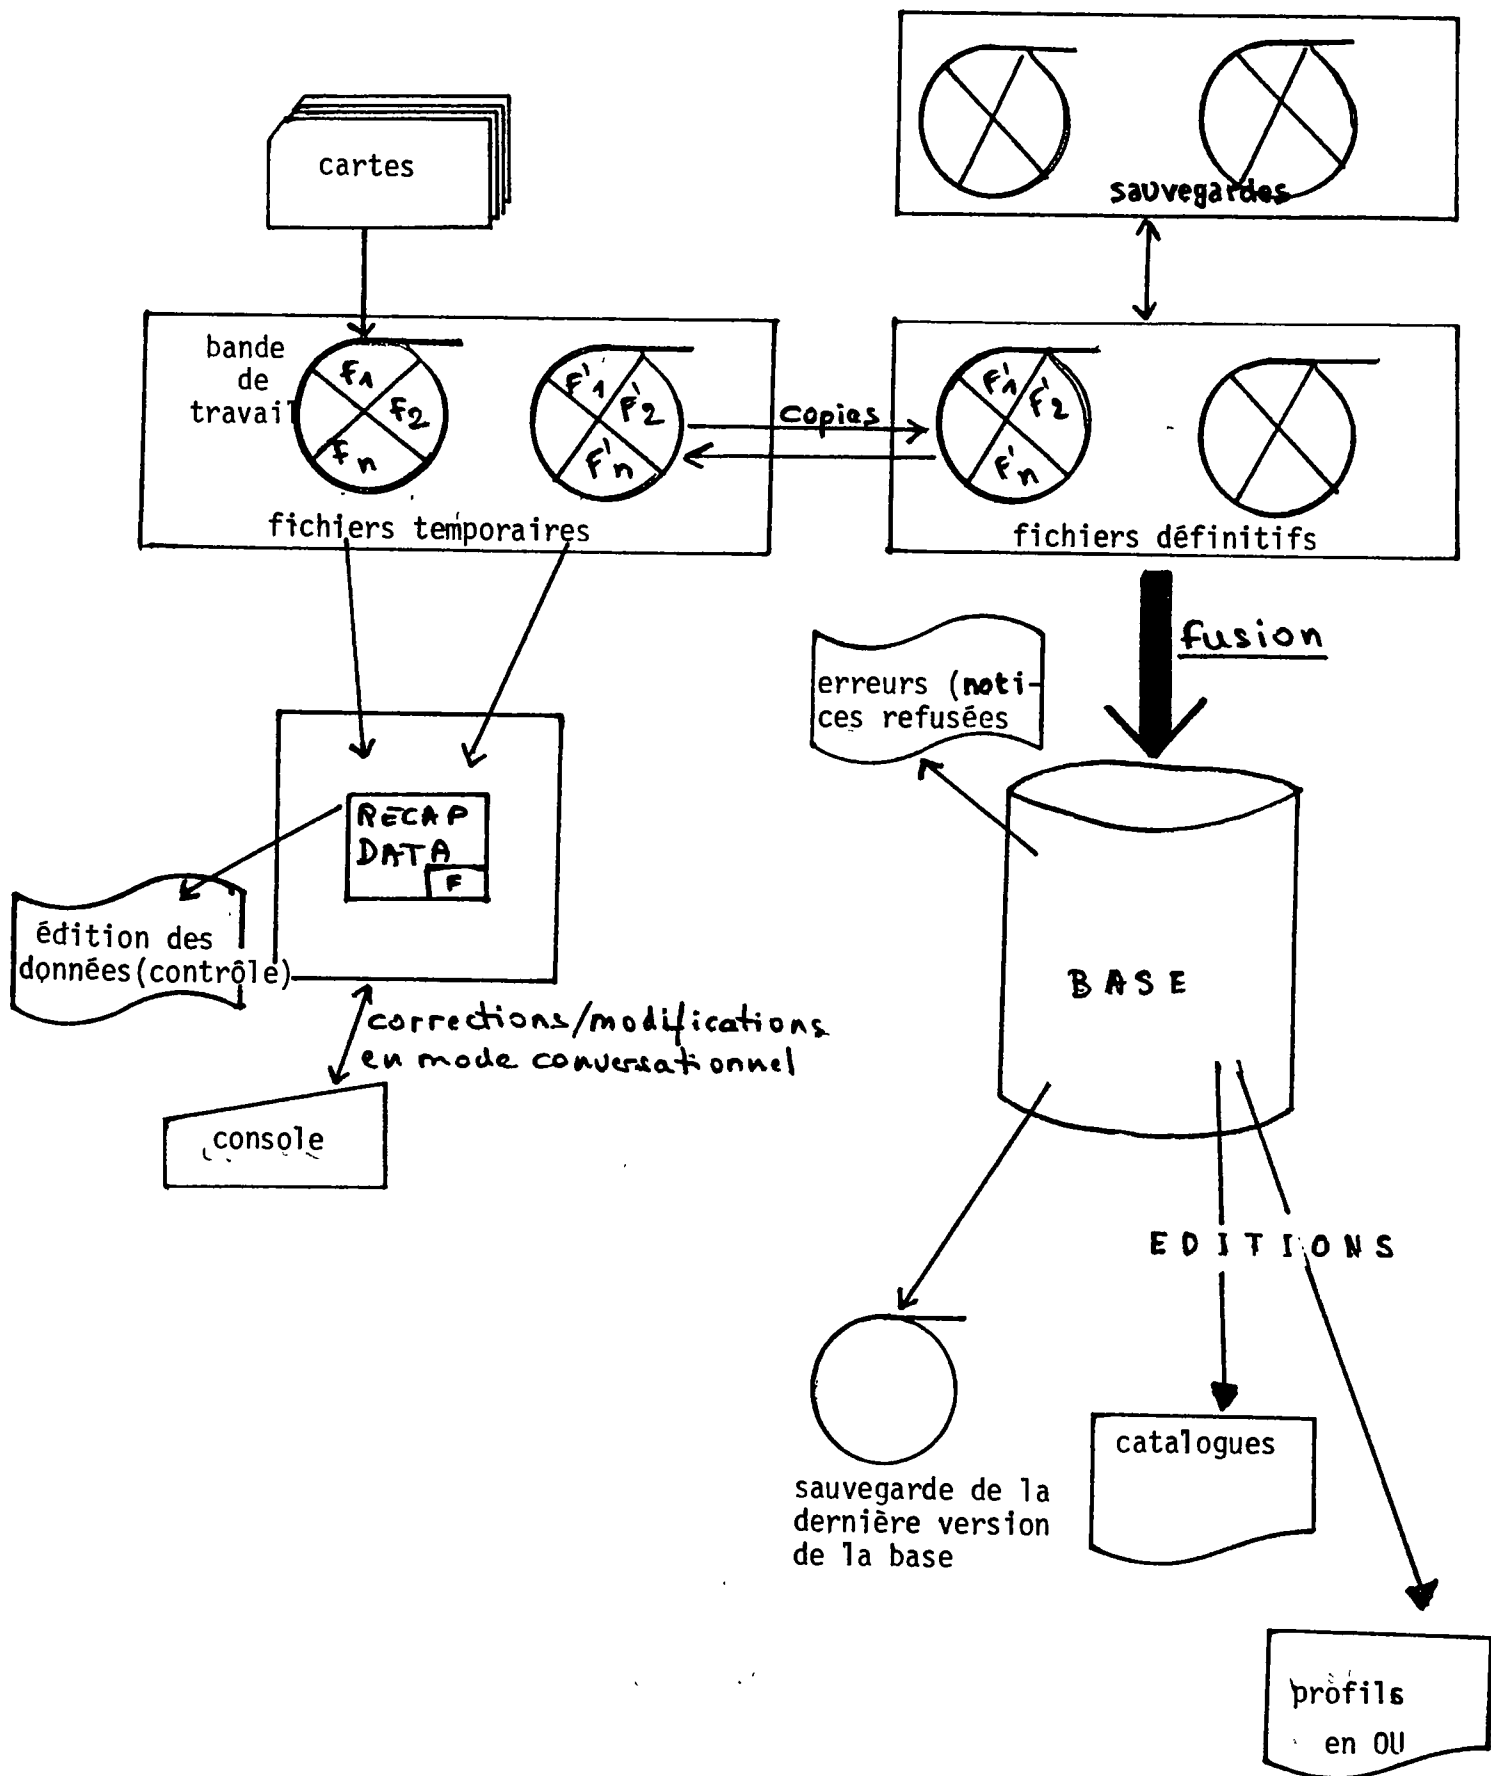 cartes
sauvegardes
bande
de
travail
F1
F2
Fn
F'1
F'2
F'n
fichiers temporaires
copies
F'1
F'2
F'n
fichiers définitifs
fusion
erreurs (noti-
ces refusées
RECAP
DATA
F
édition des
données(contrôle)
corrections/modifications
en mode conversationnel
console
BASE
EDITIONS
sauvegarde de la
dernière version
de la base
catalogues
profils
en OU